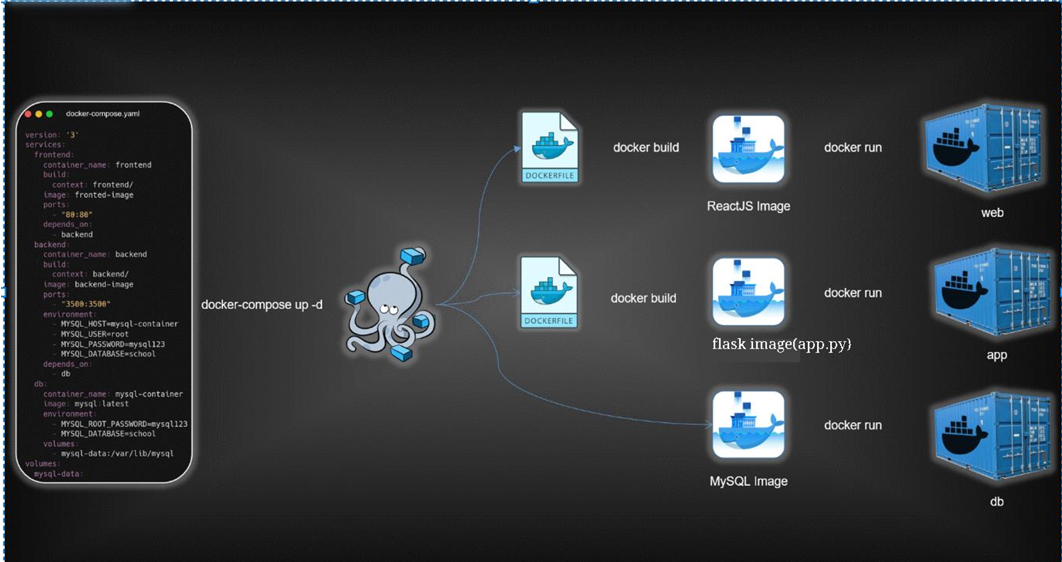 docker-compose.yaml
version: '3'
services:
frontend:
container_name: frontend
build:
context: frontend/
image: fronted-image
ports:
- "80:80"
depends_on:
- backend
backend:
container_name: backend
build:
context: backend/
image: backend-image
ports:
- "3500:3500"
environment:
- MYSQL_HOST=mysql-container
- MYSQL_USER=root
- MYSQL_PASSWORD=mysql123
- MYSQL_DATABASE=school
depends_on:
- db
db:
container_name: mysql-container
image: mysql:latest
environment:
- MYSQL_ROOT_PASSWORD=mysql123
- MYSQL_DATABASE=school
volumes:
- mysql-data:/var/lib/mysql
volumes:
mysql-data:
docker-compose up -d
DOCKERFILE
docker build
ReactJS Image
docker run
web
DOCKERFILE
docker build
flask image(app.py)
docker run
app
MySQL Image
docker run
db